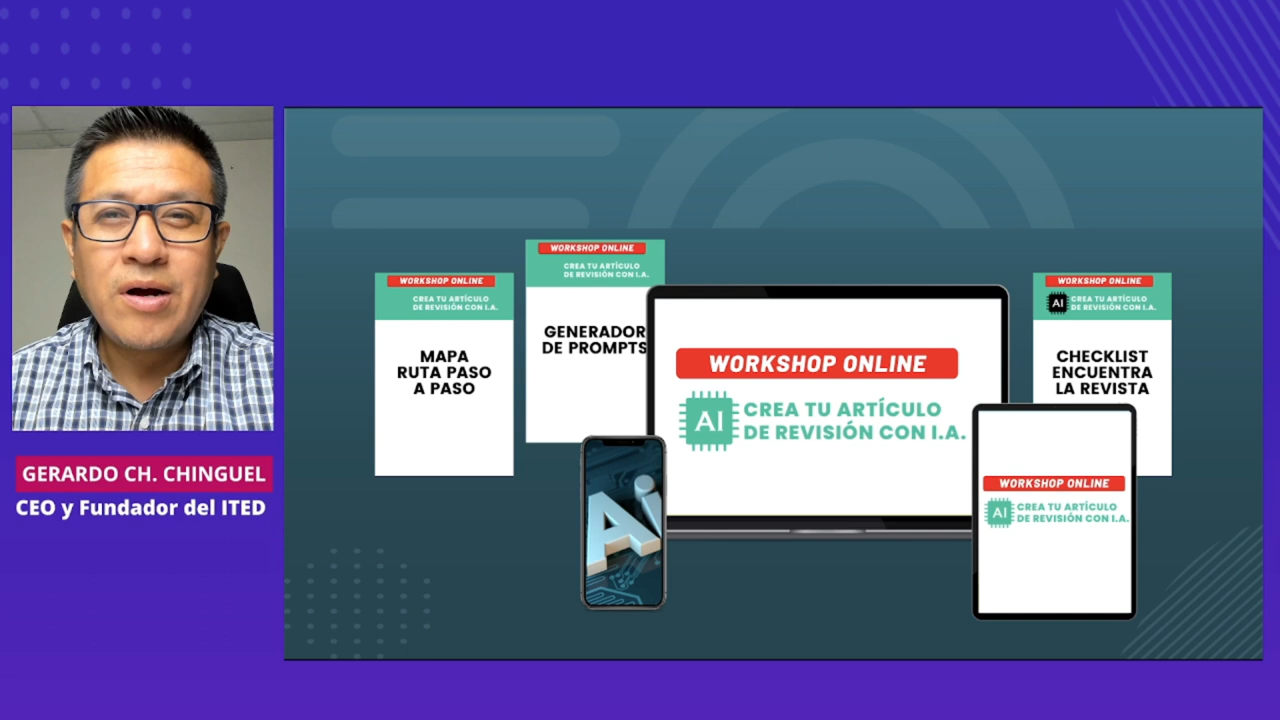 GERARDO CH. CHINGUEL
CEO y Fundador del ITED
WORKSHOP ONLINE
CREA TU ARTÍCULO
DE REVISIÓN CON I.A.
MAPA
RUTA PASO
A PASO
WORKSHOP ONLINE
CREA TU ARTÍCULO
DE REVISIÓN CON I.A.
GENERADOR
DE PROMPTS
WORKSHOP ONLINE
AI
CREA TU ARTÍCULO
DE REVISIÓN CON I.A.
Ai
WORKSHOP ONLINE
AI
CREA TU ARTÍCULO
DE REVISIÓN CON I.A.
CHECKLIST
ENCUENTRA
LA REVISTA
WORKSHOP ONLINE
AI
CREA TU ARTÍCULO
DE REVISIÓN CON I.A.